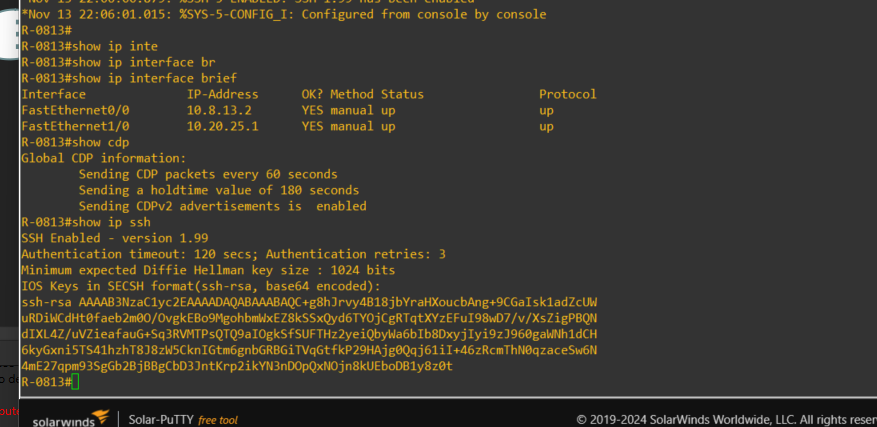 *Nov 13 22:06:01.015: %SYS-5-CONFIG_I: Configured from console by console
R-0813#
R-0813#show ip inte
R-0813#show ip interface br
R-0813#show ip interface brief
Interface IP-Address OK? Method Status Protocol
FastEthernet0/0 10.8.13.2 YES manual up up
FastEthernet1/0 10.20.25.1 YES manual up up
R-0813#show cdp
Global CDP information:
Sending CDP packets every 60 seconds
Sending a holdtime value of 180 seconds
Sending CDPv2 advertisements is enabled
R-0813#show ip ssh
SSH Enabled - version 1.99
Authentication timeout: 120 secs; Authentication retries: 3
Minimum expected Diffie Hellman key size : 1024 bits
IOS Keys in SECSH format(ssh-rsa, base64 encoded):
ssh-rsa AAAAB3NzaC1yc2EAAAADAQABAAABAQC+g8hJrvy4B18jbYraHXoucbAng+9CGaIsk1adZcUW
uRDiWCdHt0faeb2m0O/OvgkEBo9MgohbmWxEZ8kSSxQyd6TYOjCgRTqtXYzEFuI98wD7/v/XsZigPBQN
dIXL4Z/uVZieafauG+Sq3RVMTPsQTQ9aIOgkSfSUFTHz2yeiQbyWa6bIb8DxyjIyi9zJ960gaWNh1dCH
6kyGxni5TS41hzhT8J8zW5CknIGtm6gnbGRBGiTVqGtfkP29HAjg0Qqj61iI+46zRcmThN0qzaceSw6N
4mE27qpm93SgGb2BjBBgCbD3JntKrp2ikYN3nDOpQxNOjn8kUEboDB1y8z0t
R-0813#
solarwinds Solar-PuTTY free tool © 2019-2024 SolarWinds Worldwide, LLC. All rights